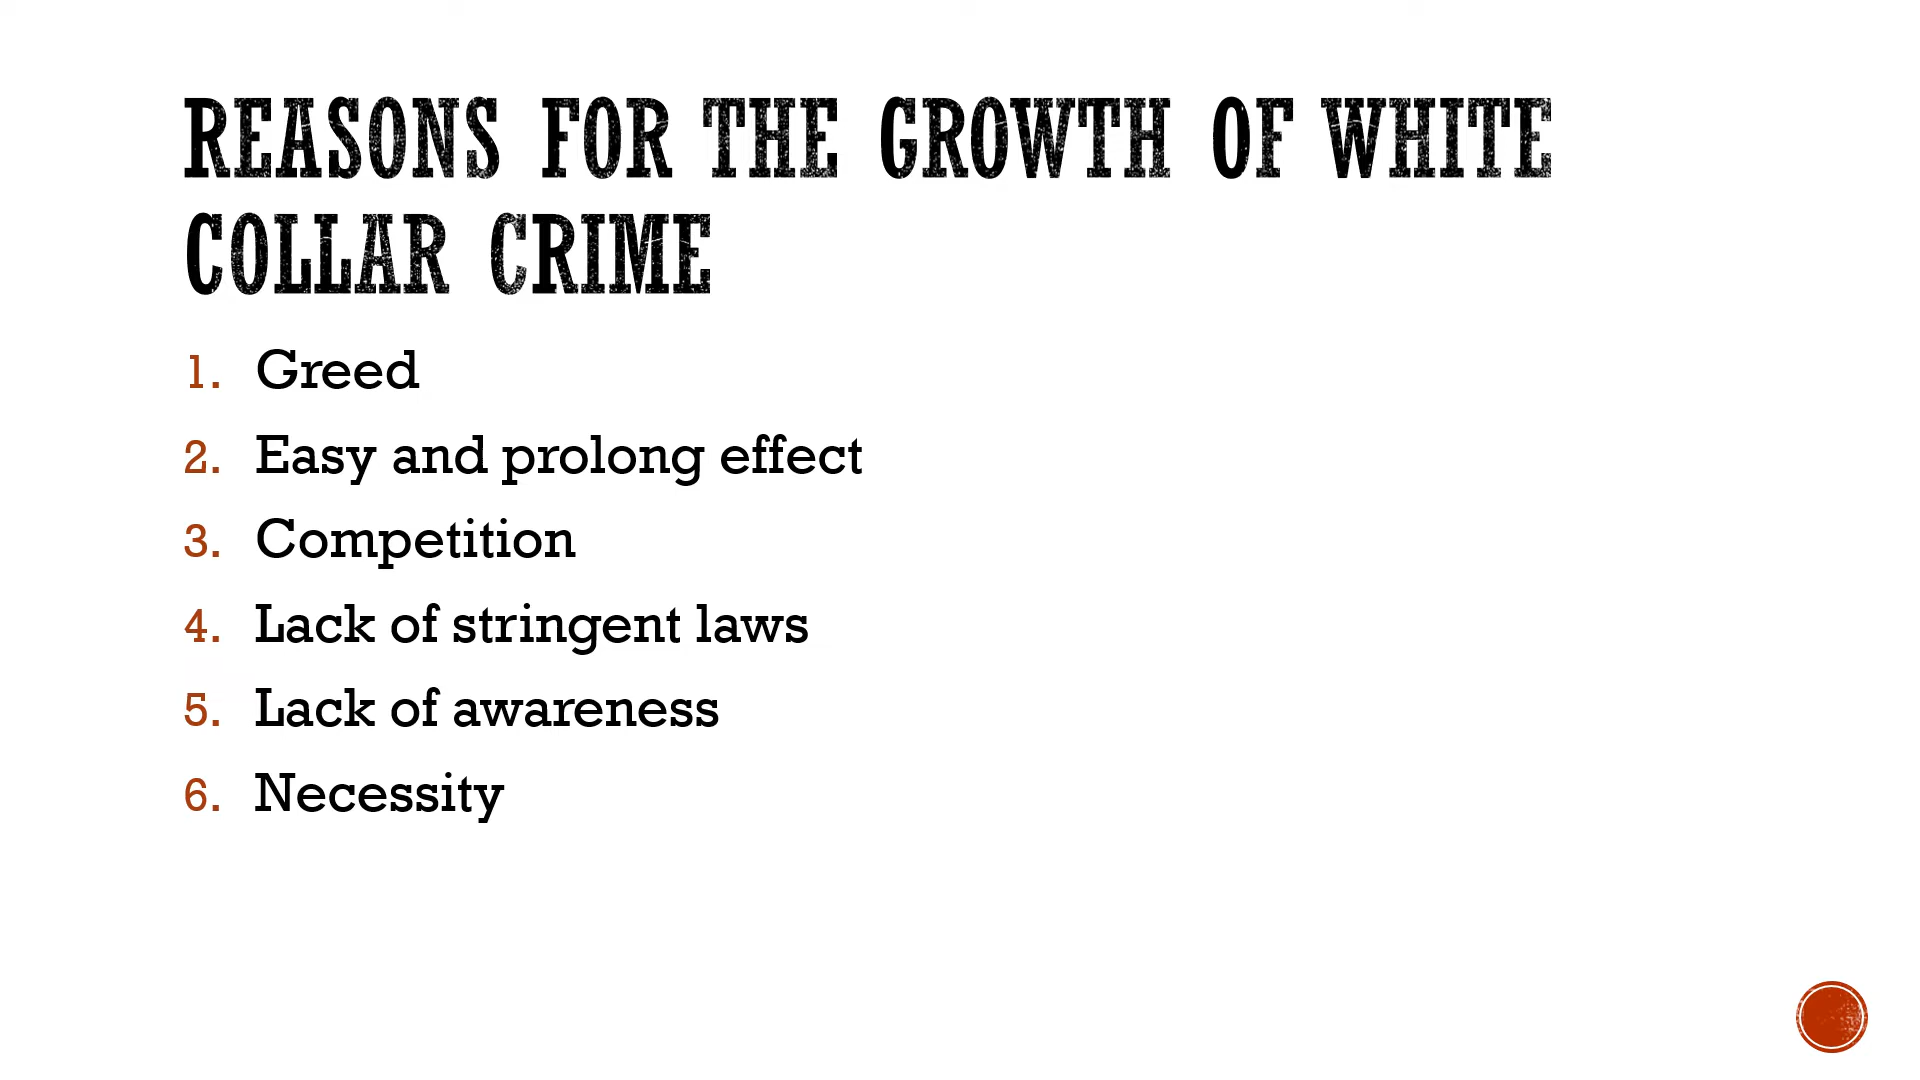 REASONS FOR THE GROWTH OF WHITE
COLLAR CRIME
1. Greed
2. Easy and prolong effect
3. Competition
4. Lack of stringent laws
5. Lack of awareness
6. Necessity